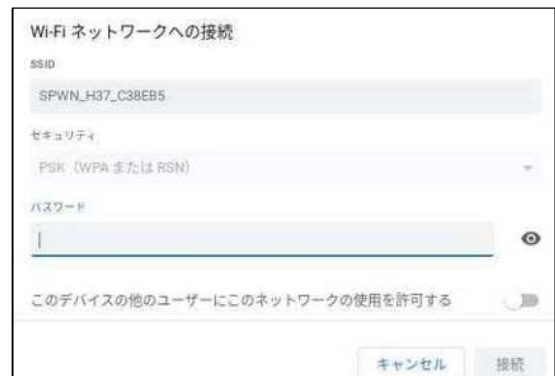 Wi-Fi ネットワークへの接続
SSID
SPWN_H37_C38EB5
セキュリティ
PSK（WPA または RSN）
パスワード
このデバイスの他のユーザーにこのネットワークの使用を許可する
キャンセル 接続